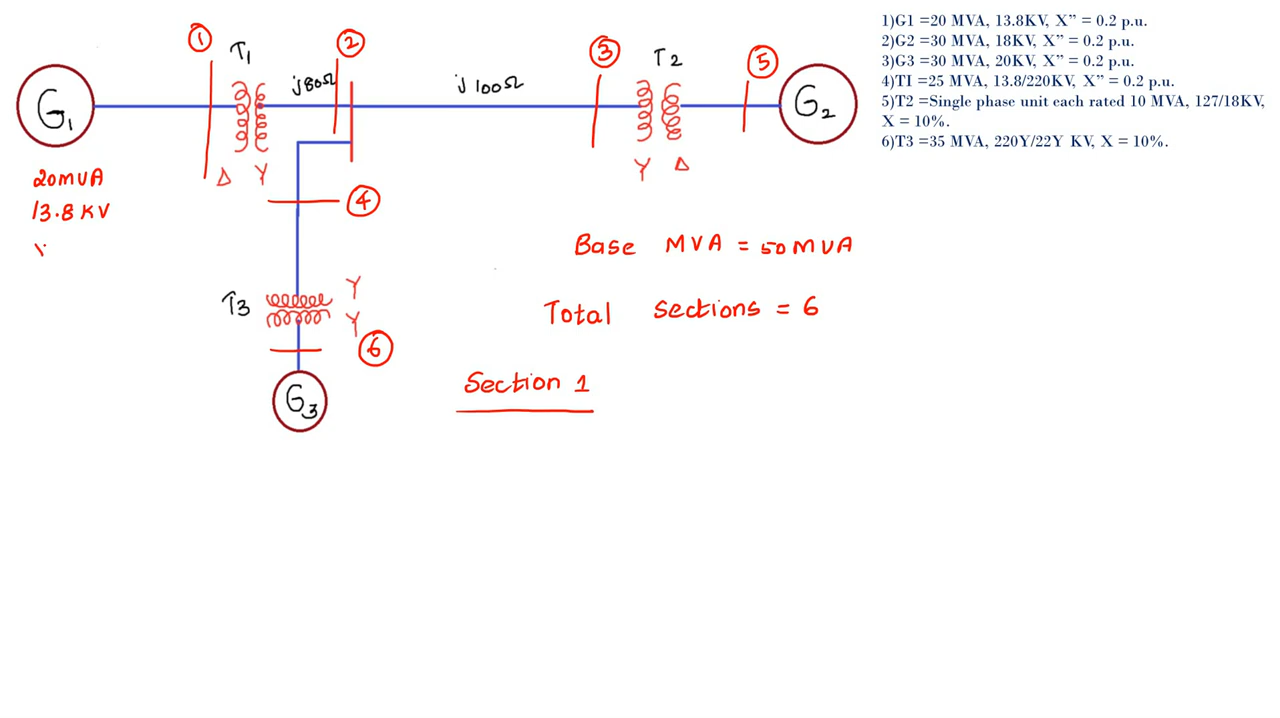 1)G1 =20 MVA, 13.8KV, X” = 0.2 p.u.
2)G2 =30 MVA, 18KV, X” = 0.2 p.u.
3)G3 =30 MVA, 20KV, X” = 0.2 p.u.
4)T1 =25 MVA, 13.8/220KV, X” = 0.2 p.u.
5)T2 =Single phase unit each rated 10 MVA, 127/18KV,
X = 10%.
6)T3 =35 MVA, 220Y/22Y KV, X = 10%.
1
T1
2
j80Ω
j100Ω
3
T2
5
G1
G2
Δ Y
Y Δ
20MVA
13.8 KV
4
T3
Y
Y
6
G3
Base MVA = 50MVA
Total sections = 6
Section 1